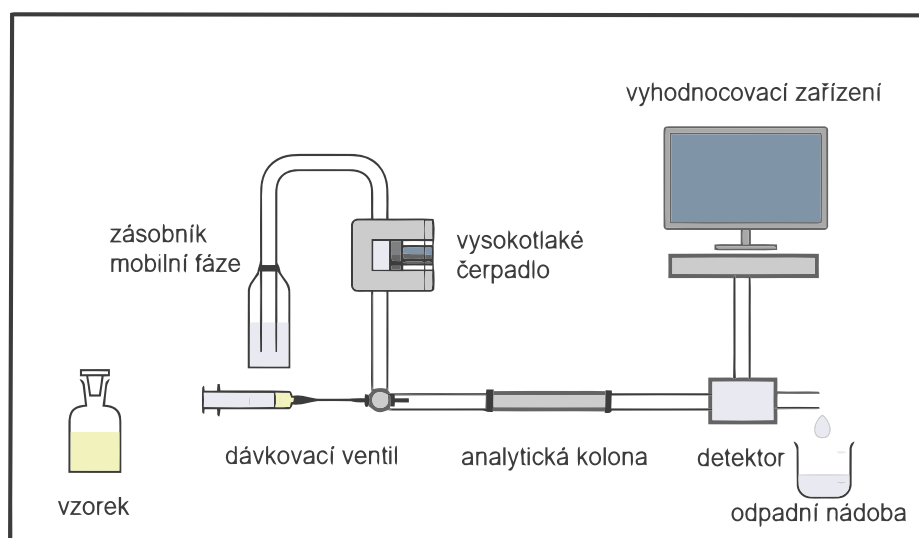 vyhodnocovací zařízení
zásobník
mobilní fáze
vysokotlaké
čerpadlo
dávkovací ventil
analytická kolona
detektor
vzorek
odpadní nádoba